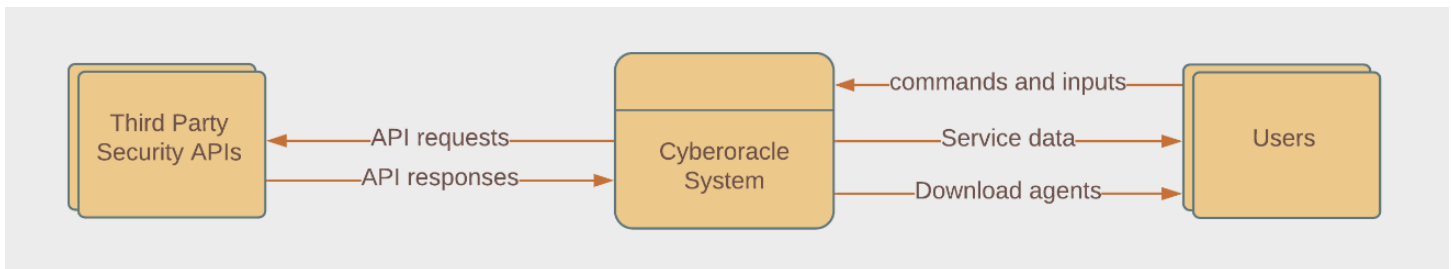 Third Party
Security APIs
API requests
API responses
Cyberoracle
System
commands and inputs
Service data
Download agents
Users